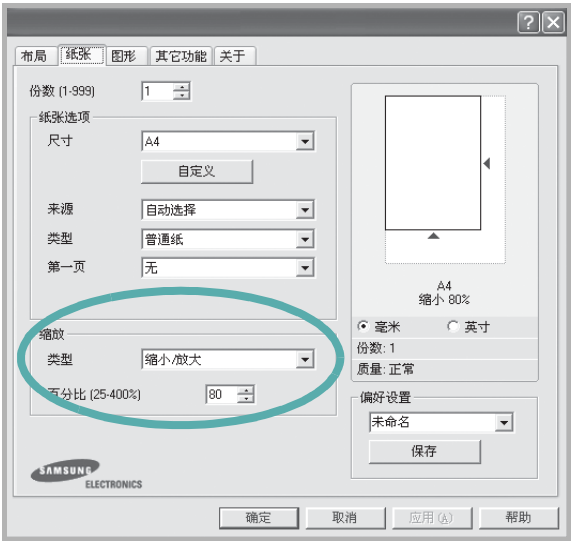 布局 纸张 图形 其它功能 关于
份数 (1-999) 1
纸张选项
尺寸 A4
自定义
来源 自动选择
类型 普通纸
第一页 无
缩放
类型 缩小/放大
百分比 (25-400%) 80
A4
缩小 80%
毫米 英寸
份数: 1
质量: 正常
偏好设置
未命名
保存
SAMSUNG
ELECTRONICS
确定 取消 应用 (A) 帮助